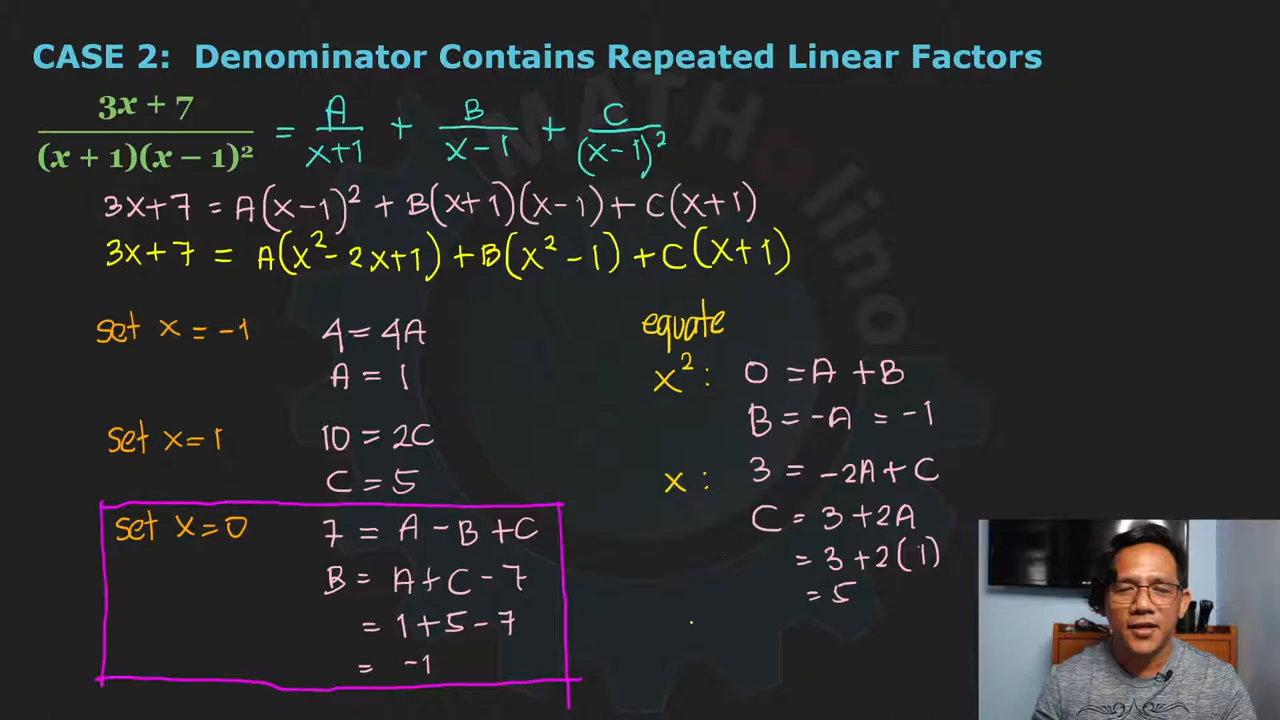 CASE 2: Denominator Contains Repeated Linear Factors
3x + 7 / (x + 1)(x − 1)² = A / x+1 + B / x−1 + C / (x−1)²
3x+7 = A(x−1)² + B(x+1)(x−1) + C(x+1)
3x+7 = A(x²−2x+1) + B(x²−1) + C(x+1)
set x = −1
4 = 4A
A = 1
set x=1
10 = 2C
C = 5
set x=0
7 = A − B + C
B = A+C − 7
= 1+5 − 7
= −1
equate
x² : 0 = A + B
B = −A = −1
x : 3 = −2A + C
C = 3 + 2A
= 3 + 2(1)
= 5
MATH
lino